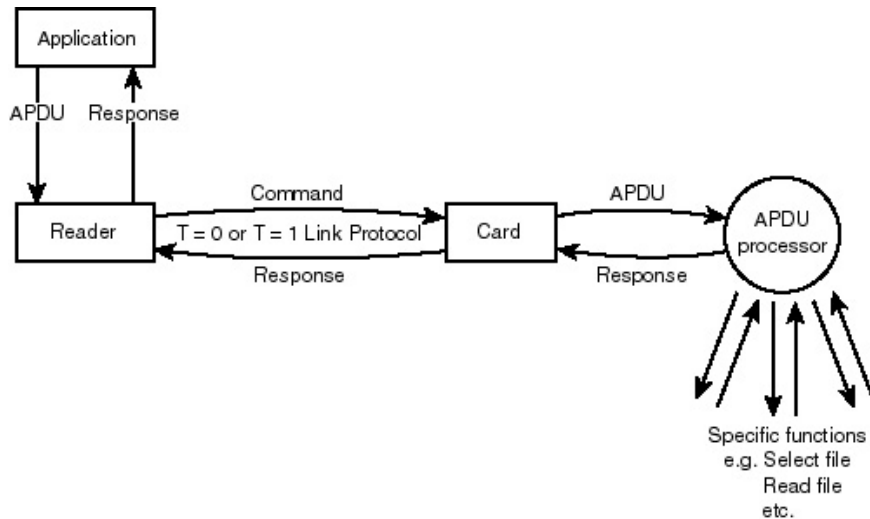 Application
APDU
Response
Command
APDU
Reader
T = 0 or T = 1 Link Protocol
Card
APDU
processor
Response
Response
Specific functions
e.g. Select file
Read file
etc.